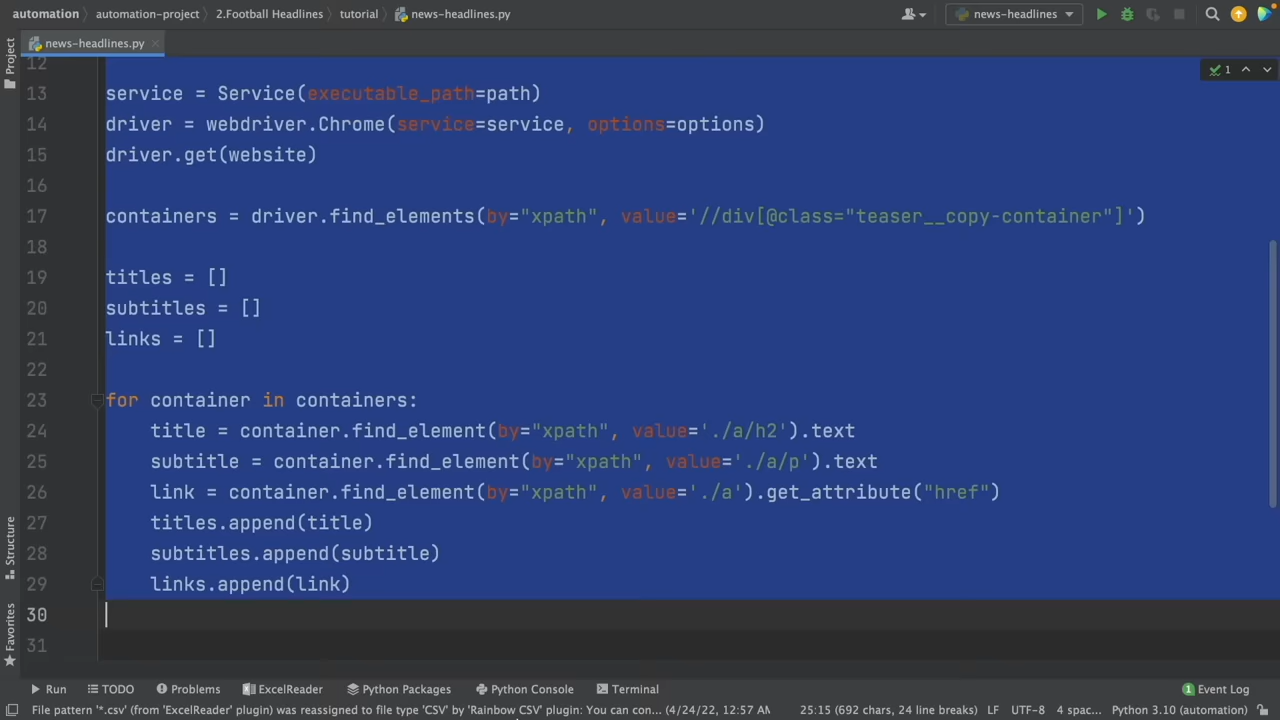 automation
automation-project
2.Football Headlines
tutorial
news-headlines.py
news-headlines
news-headlines.py
Project
1
12
13 service = Service(executable_path=path)
14 driver = webdriver.Chrome(service=service, options=options)
15 driver.get(website)
16
17 containers = driver.find_elements(by="xpath", value='//div[@class="teaser__copy-container"]')
18
19 titles = []
20 subtitles = []
21 links = []
22
23 for container in containers:
24 title = container.find_element(by="xpath", value='./a/h2').text
25 subtitle = container.find_element(by="xpath", value='./a/p').text
26 link = container.find_element(by="xpath", value='./a').get_attribute("href")
27 titles.append(title)
28 subtitles.append(subtitle)
29 links.append(link)
30
31
Structure
Favorites
Run
TODO
Problems
ExcelReader
Python Packages
Python Console
Terminal
1 Event Log
File pattern '*.csv' (from 'ExcelReader' plugin) was reassigned to file type 'CSV' by 'Rainbow CSV' plugin: You can con... (4/24/22, 12:57 AM
25:15 (692 chars, 24 line breaks)
LF
UTF-8
4 spac...
Python 3.10 (automation)